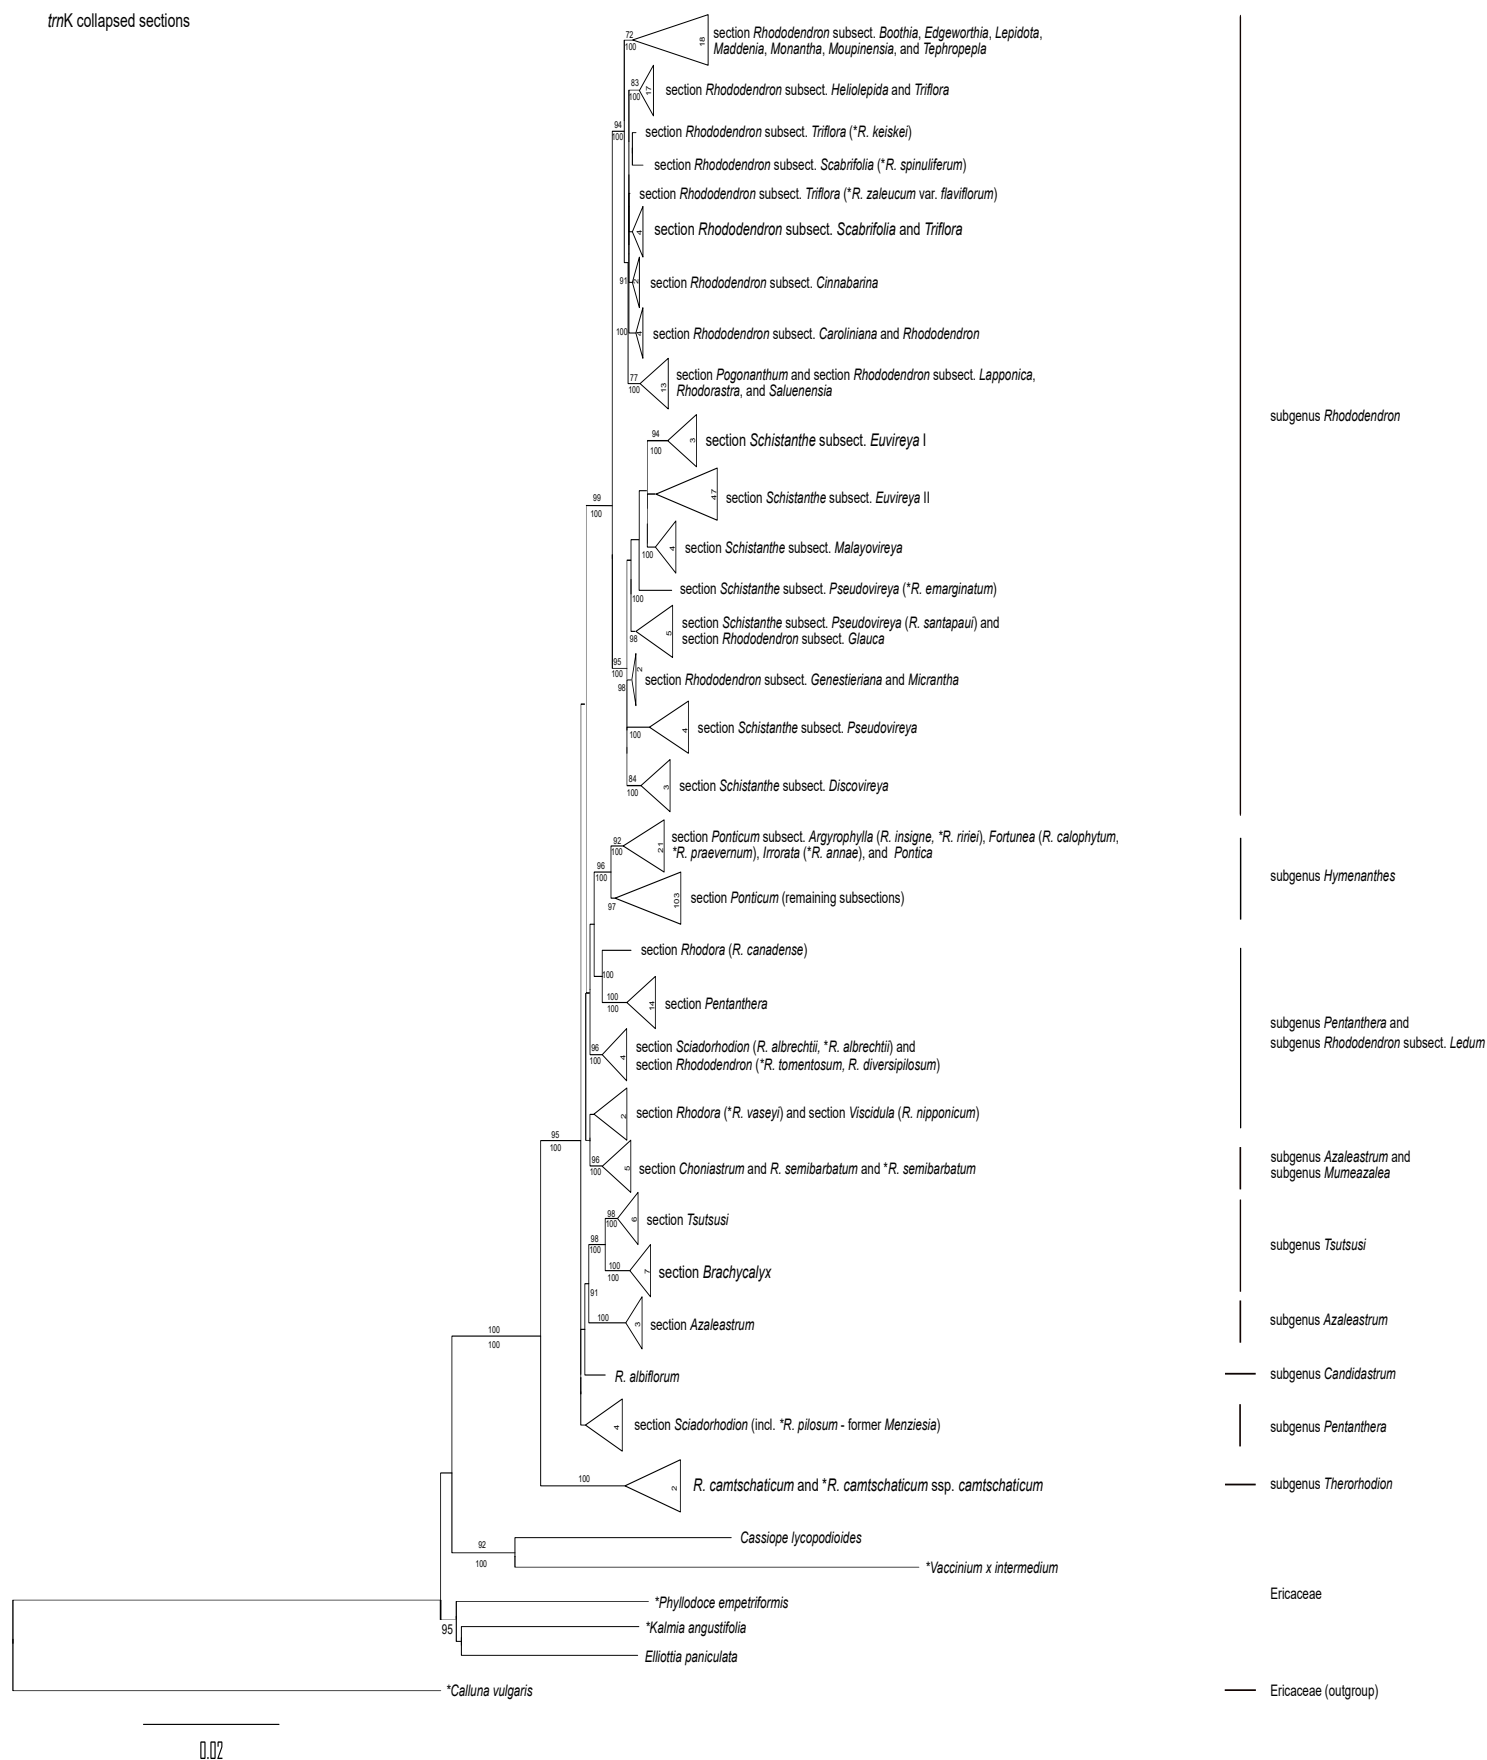 trnK collapsed sections
72
100
18
section Rhododendron subsect. Boothia, Edgeworthia, Lepidota,
Maddenia, Monantha, Moupinensia, and Tephropepla
83
100
17
section Rhododendron subsect. Heliolepida and Triflora
94
100
section Rhododendron subsect. Triflora (*R. keiskei)
section Rhododendron subsect. Scabrifolia (*R. spinuliferum)
section Rhododendron subsect. Triflora (*R. zaleucum var. flaviflorum)
4
section Rhododendron subsect. Scabrifolia and Triflora
91
2
section Rhododendron subsect. Cinnabarina
100
4
section Rhododendron subsect. Caroliniana and Rhododendron
77
100
13
section Pogonanthum and section Rhododendron subsect. Lapponica,
Rhodorastra, and Saluenensia
subgenus Rhododendron
94
100
3
section Schistanthe subsect. Euvireya I
99
100
47
section Schistanthe subsect. Euvireya II
100
4
section Schistanthe subsect. Malayovireya
100
section Schistanthe subsect. Pseudovireya (*R. emarginatum)
98
5
section Schistanthe subsect. Pseudovireya (R. santapaui) and
section Rhododendron subsect. Glauca
95
100
98
2
section Rhododendron subsect. Genestieriana and Micrantha
100
4
section Schistanthe subsect. Pseudovireya
84
100
3
section Schistanthe subsect. Discovireya
92
100
21
section Ponticum subsect. Argyrophylla (R. insigne, *R. ririei), Fortunea (R. calophytum,
*R. praevernum), Irrorata (*R. annae), and Pontica
96
100
subgenus Hymenanthes
97
103
section Ponticum (remaining subsections)
section Rhodora (R. canadense)
100
100
100
14
section Pentanthera
subgenus Pentanthera and
subgenus Rhododendron subsect. Ledum
96
100
4
section Sciadorhodion (R. albrechtii, *R. albrechtii) and
section Rhododendron (*R. tomentosum, R. diversipilosum)
2
section Rhodora (*R. vaseyi) and section Viscidula (R. nipponicum)
95
100
96
100
5
section Choniastrum and R. semibarbatum and *R. semibarbatum
subgenus Azaleastrum and
subgenus Mumeazalea
98
100
6
section Tsutsusi
98
100
subgenus Tsutsusi
100
100
7
section Brachycalyx
91
100
3
section Azaleastrum
subgenus Azaleastrum
100
100
R. albiflorum
subgenus Candidastrum
4
section Sciadorhodion (incl. *R. pilosum - former Menziesia)
subgenus Pentanthera
100
2
R. camtschaticum and *R. camtschaticum ssp. camtschaticum
subgenus Therorhodion
Cassiope lycopodioides
92
100
*Vaccinium x intermedium
Ericaceae
*Phyllodoce empetriformis
95
*Kalmia angustifolia
Elliottia paniculata
*Calluna vulgaris
Ericaceae (outgroup)
0.02